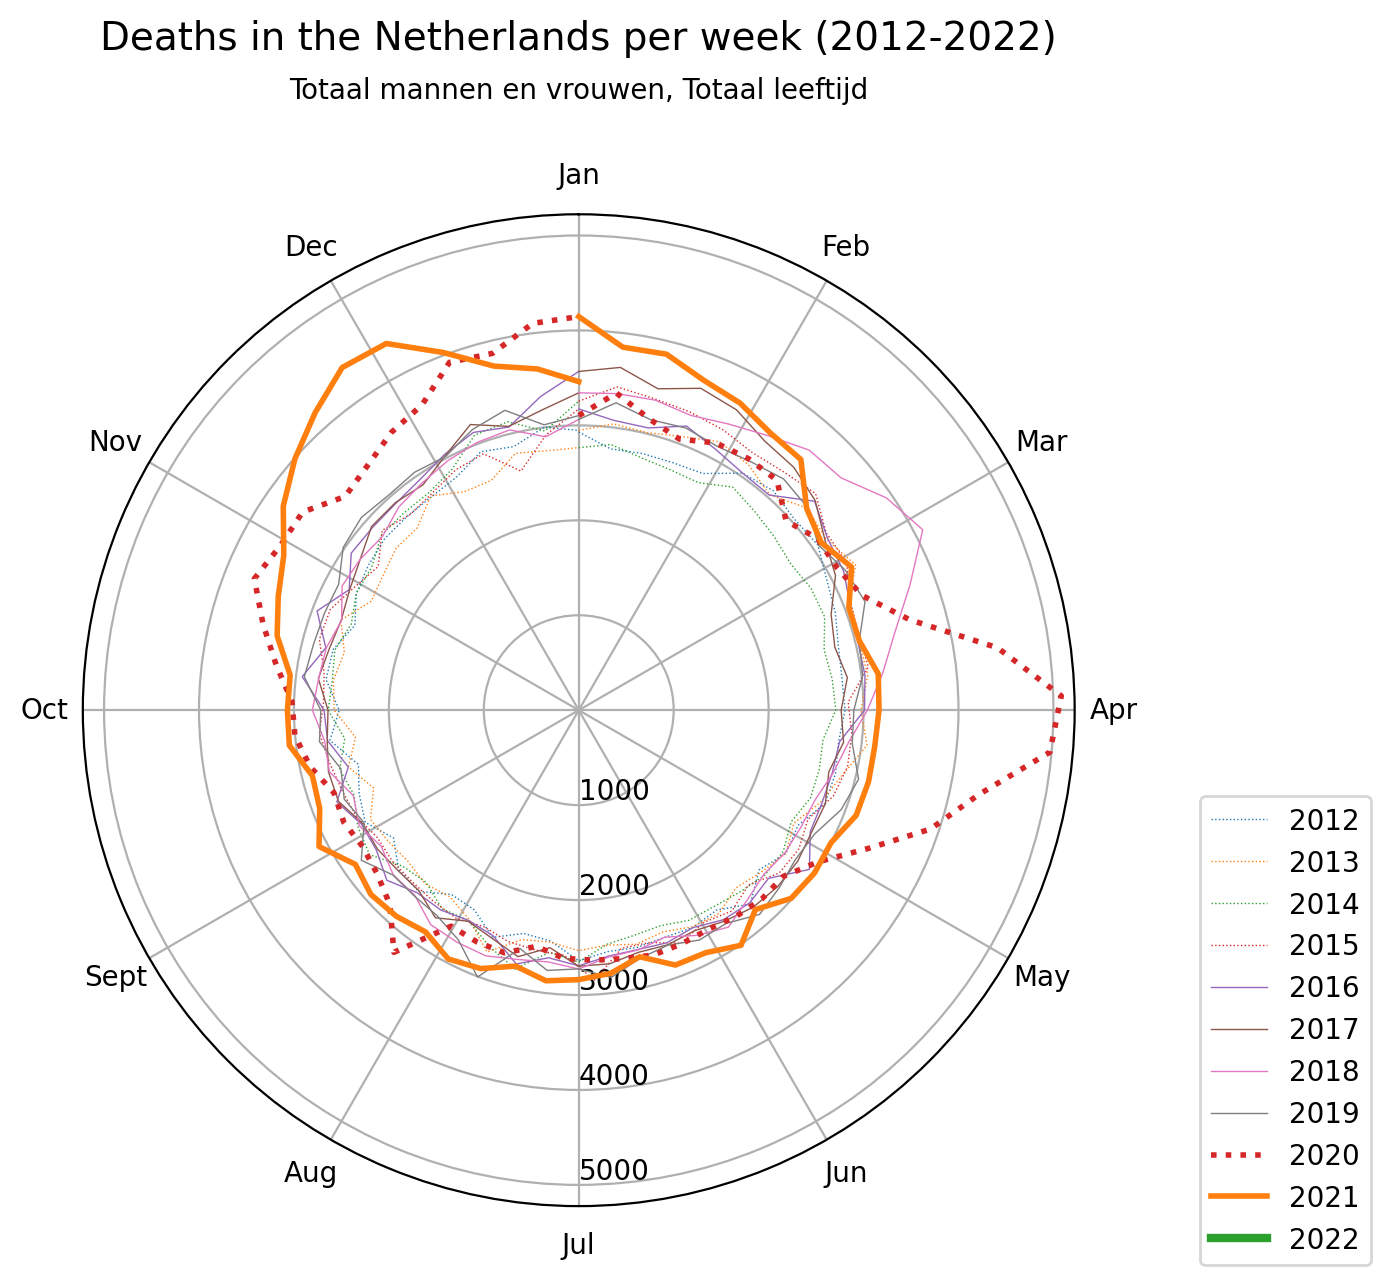 Deaths in the Netherlands per week (2012-2022)
Totaal mannen en vrouwen, Totaal leeftijd
Jan
Dec
Feb
Nov
Mar
Oct
Apr
1000
2000
3000
4000
5000
Sept
May
Aug
Jun
Jul
2012
2013
2014
2015
2016
2017
2018
2019
2020
2021
2022